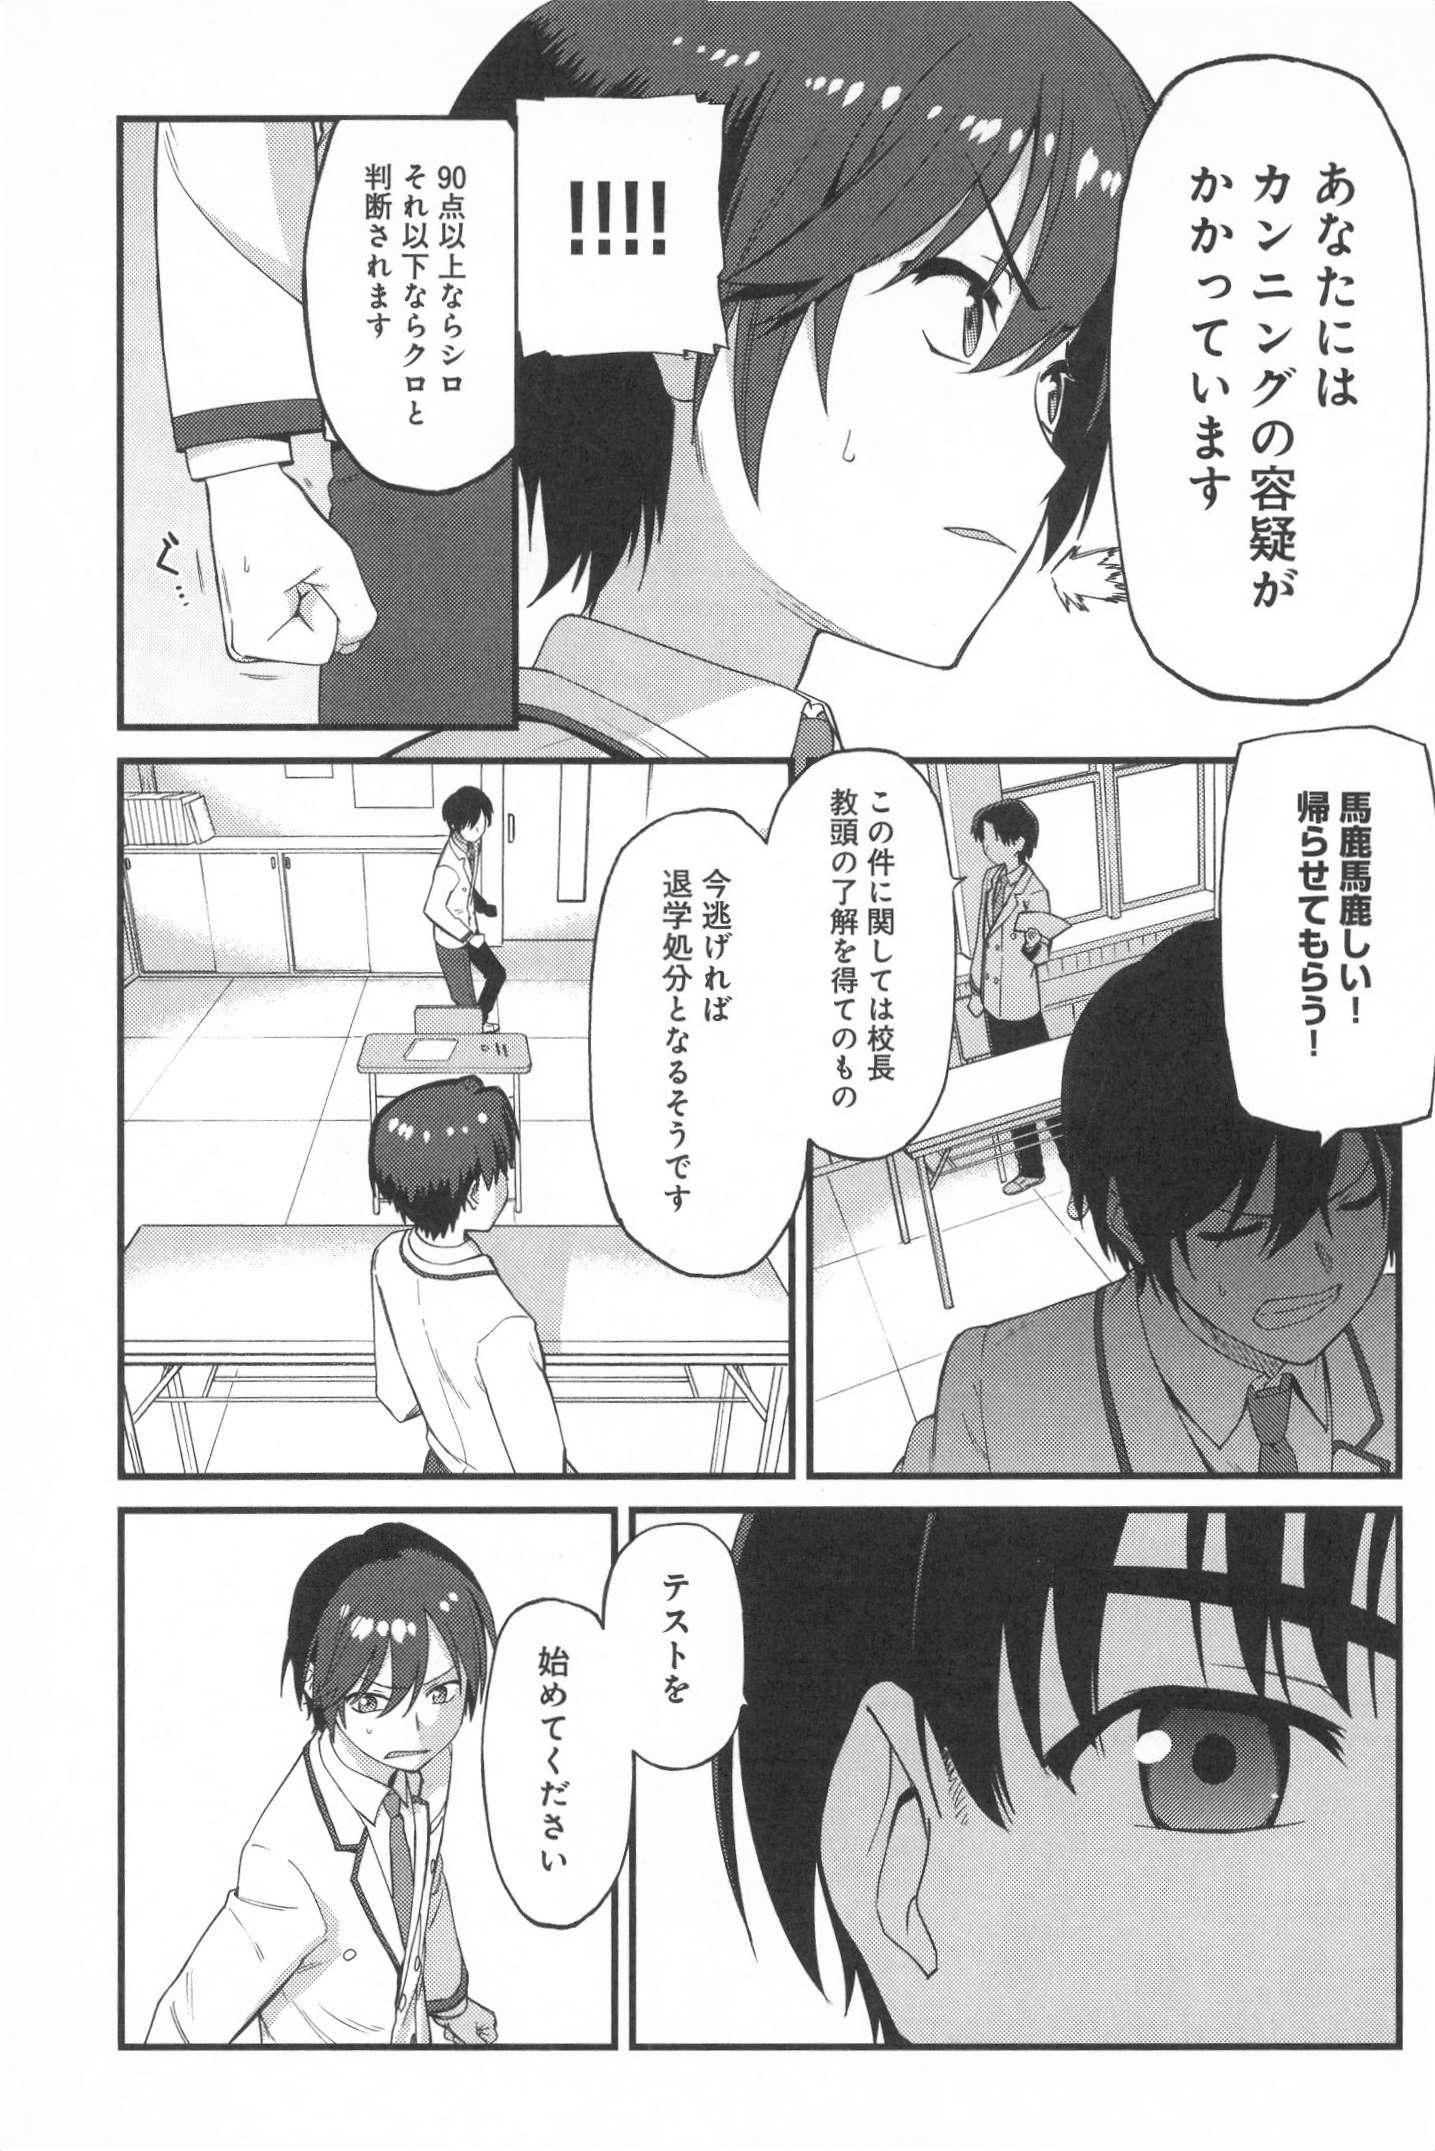 あなたには
カンニングの容疑が
かかっています
!!!!
90点以上ならシロ
それ以下ならクロと
判断されます
ぐ…
馬鹿馬鹿しい！
帰らせてもらう！
この件に関しては校長
教頭の了解を得てのもの
今逃げれば
退学処分となるそうです
テストを
始めてください